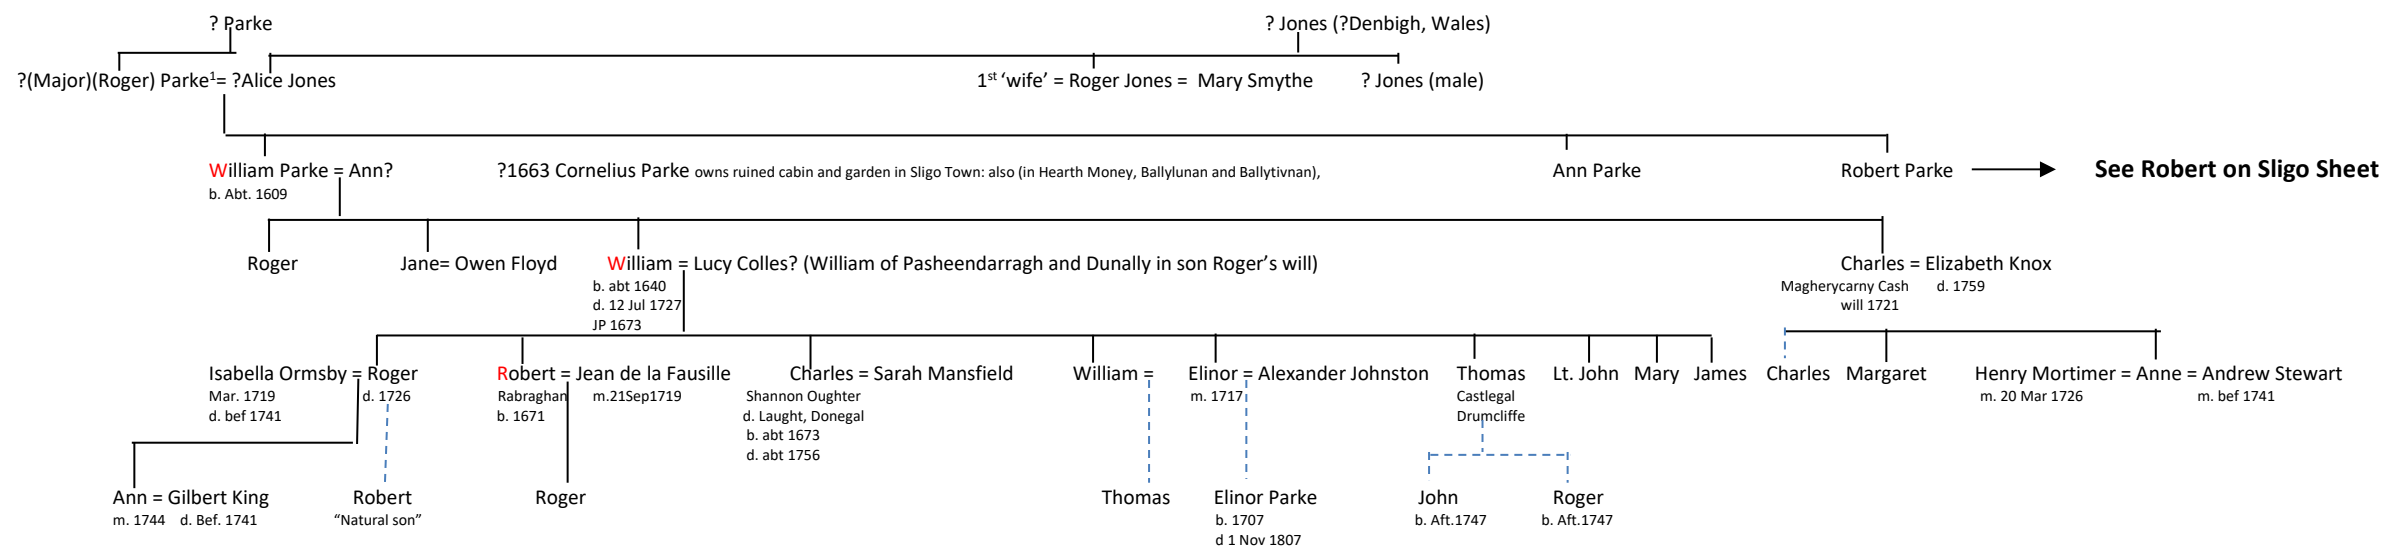 ? Parke
? Jones (?Denbigh, Wales)
?(Major)(Roger) Parke¹= ?Alice Jones
1st ‘wife’ = Roger Jones = Mary Smythe
? Jones (male)
William Parke = Ann?
b. Abt. 1609
?1663 Cornelius Parke owns ruined cabin and garden in Sligo Town: also (in Hearth Money, Ballylunan and Ballytivnan),
Ann Parke
Robert Parke
See Robert on Sligo Sheet
Roger
Jane= Owen Floyd
William = Lucy Colles? (William of Pasheendarragh and Dunally in son Roger’s will)
b. abt 1640
d. 12 Jul 1727
JP 1673
Charles = Elizabeth Knox
Magherycarny Cash
will 1721
d. 1759
Isabella Ormsby = Roger
Mar. 1719
d. bef 1741
d. 1726
Robert = Jean de la Fausille
Rabraghan
b. 1671
m.21Sep1719
Charles = Sarah Mansfield
Shannon Oughter
d. Laught, Donegal
b. abt 1673
d. abt 1756
William =
Elinor = Alexander Johnston
m. 1717
Thomas
Castlegal
Drumcliffe
Lt. John
Mary
James
Charles
Margaret
Henry Mortimer = Anne = Andrew Stewart
m. 20 Mar 1726
m. bef 1741
Ann = Gilbert King
m. 1744 d. Bef. 1741
Robert
“Natural son”
Roger
Thomas
Elinor Parke
b. 1707
d 1 Nov 1807
John
b. Aft.1747
Roger
b. Aft.1747